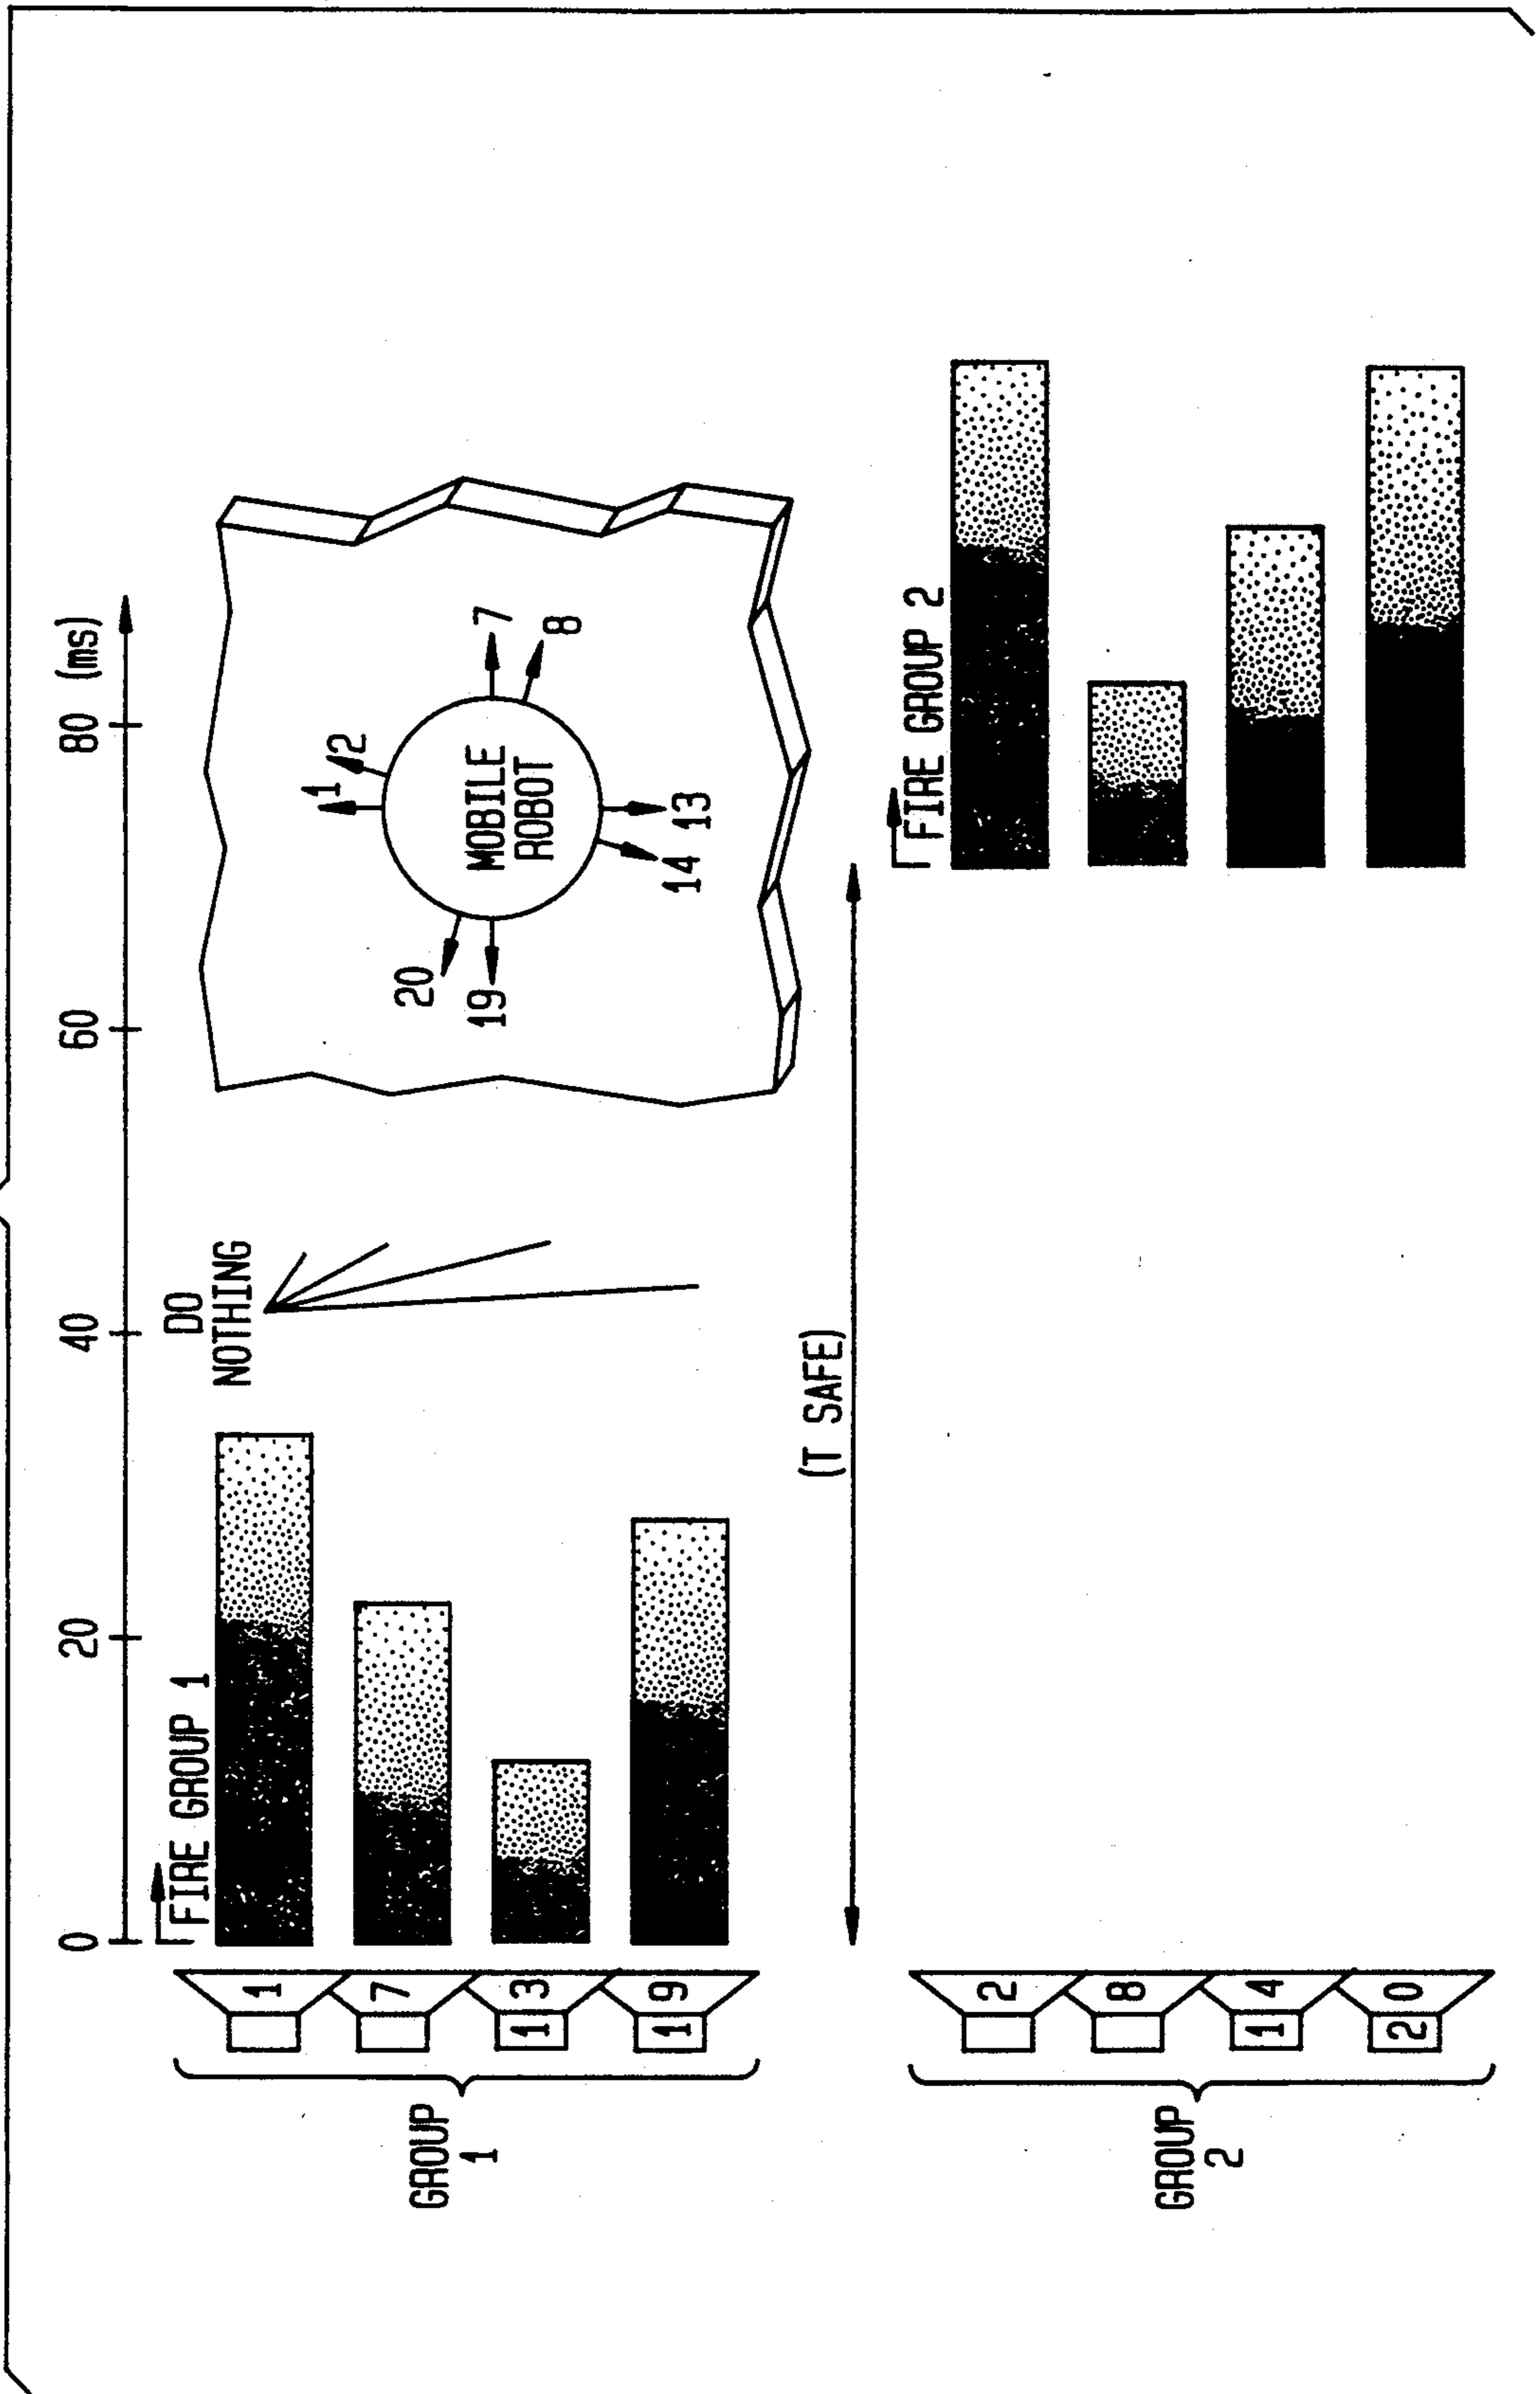 0 20 40 60 80 (ms)
FIRE GROUP 1
DO
NOTHING
GROUP
1
1
7
13
19
1
2
7
8
13
14
19
20
MOBILE
ROBOT
(T SAFE)
FIRE GROUP 2
GROUP
2
2
8
14
20